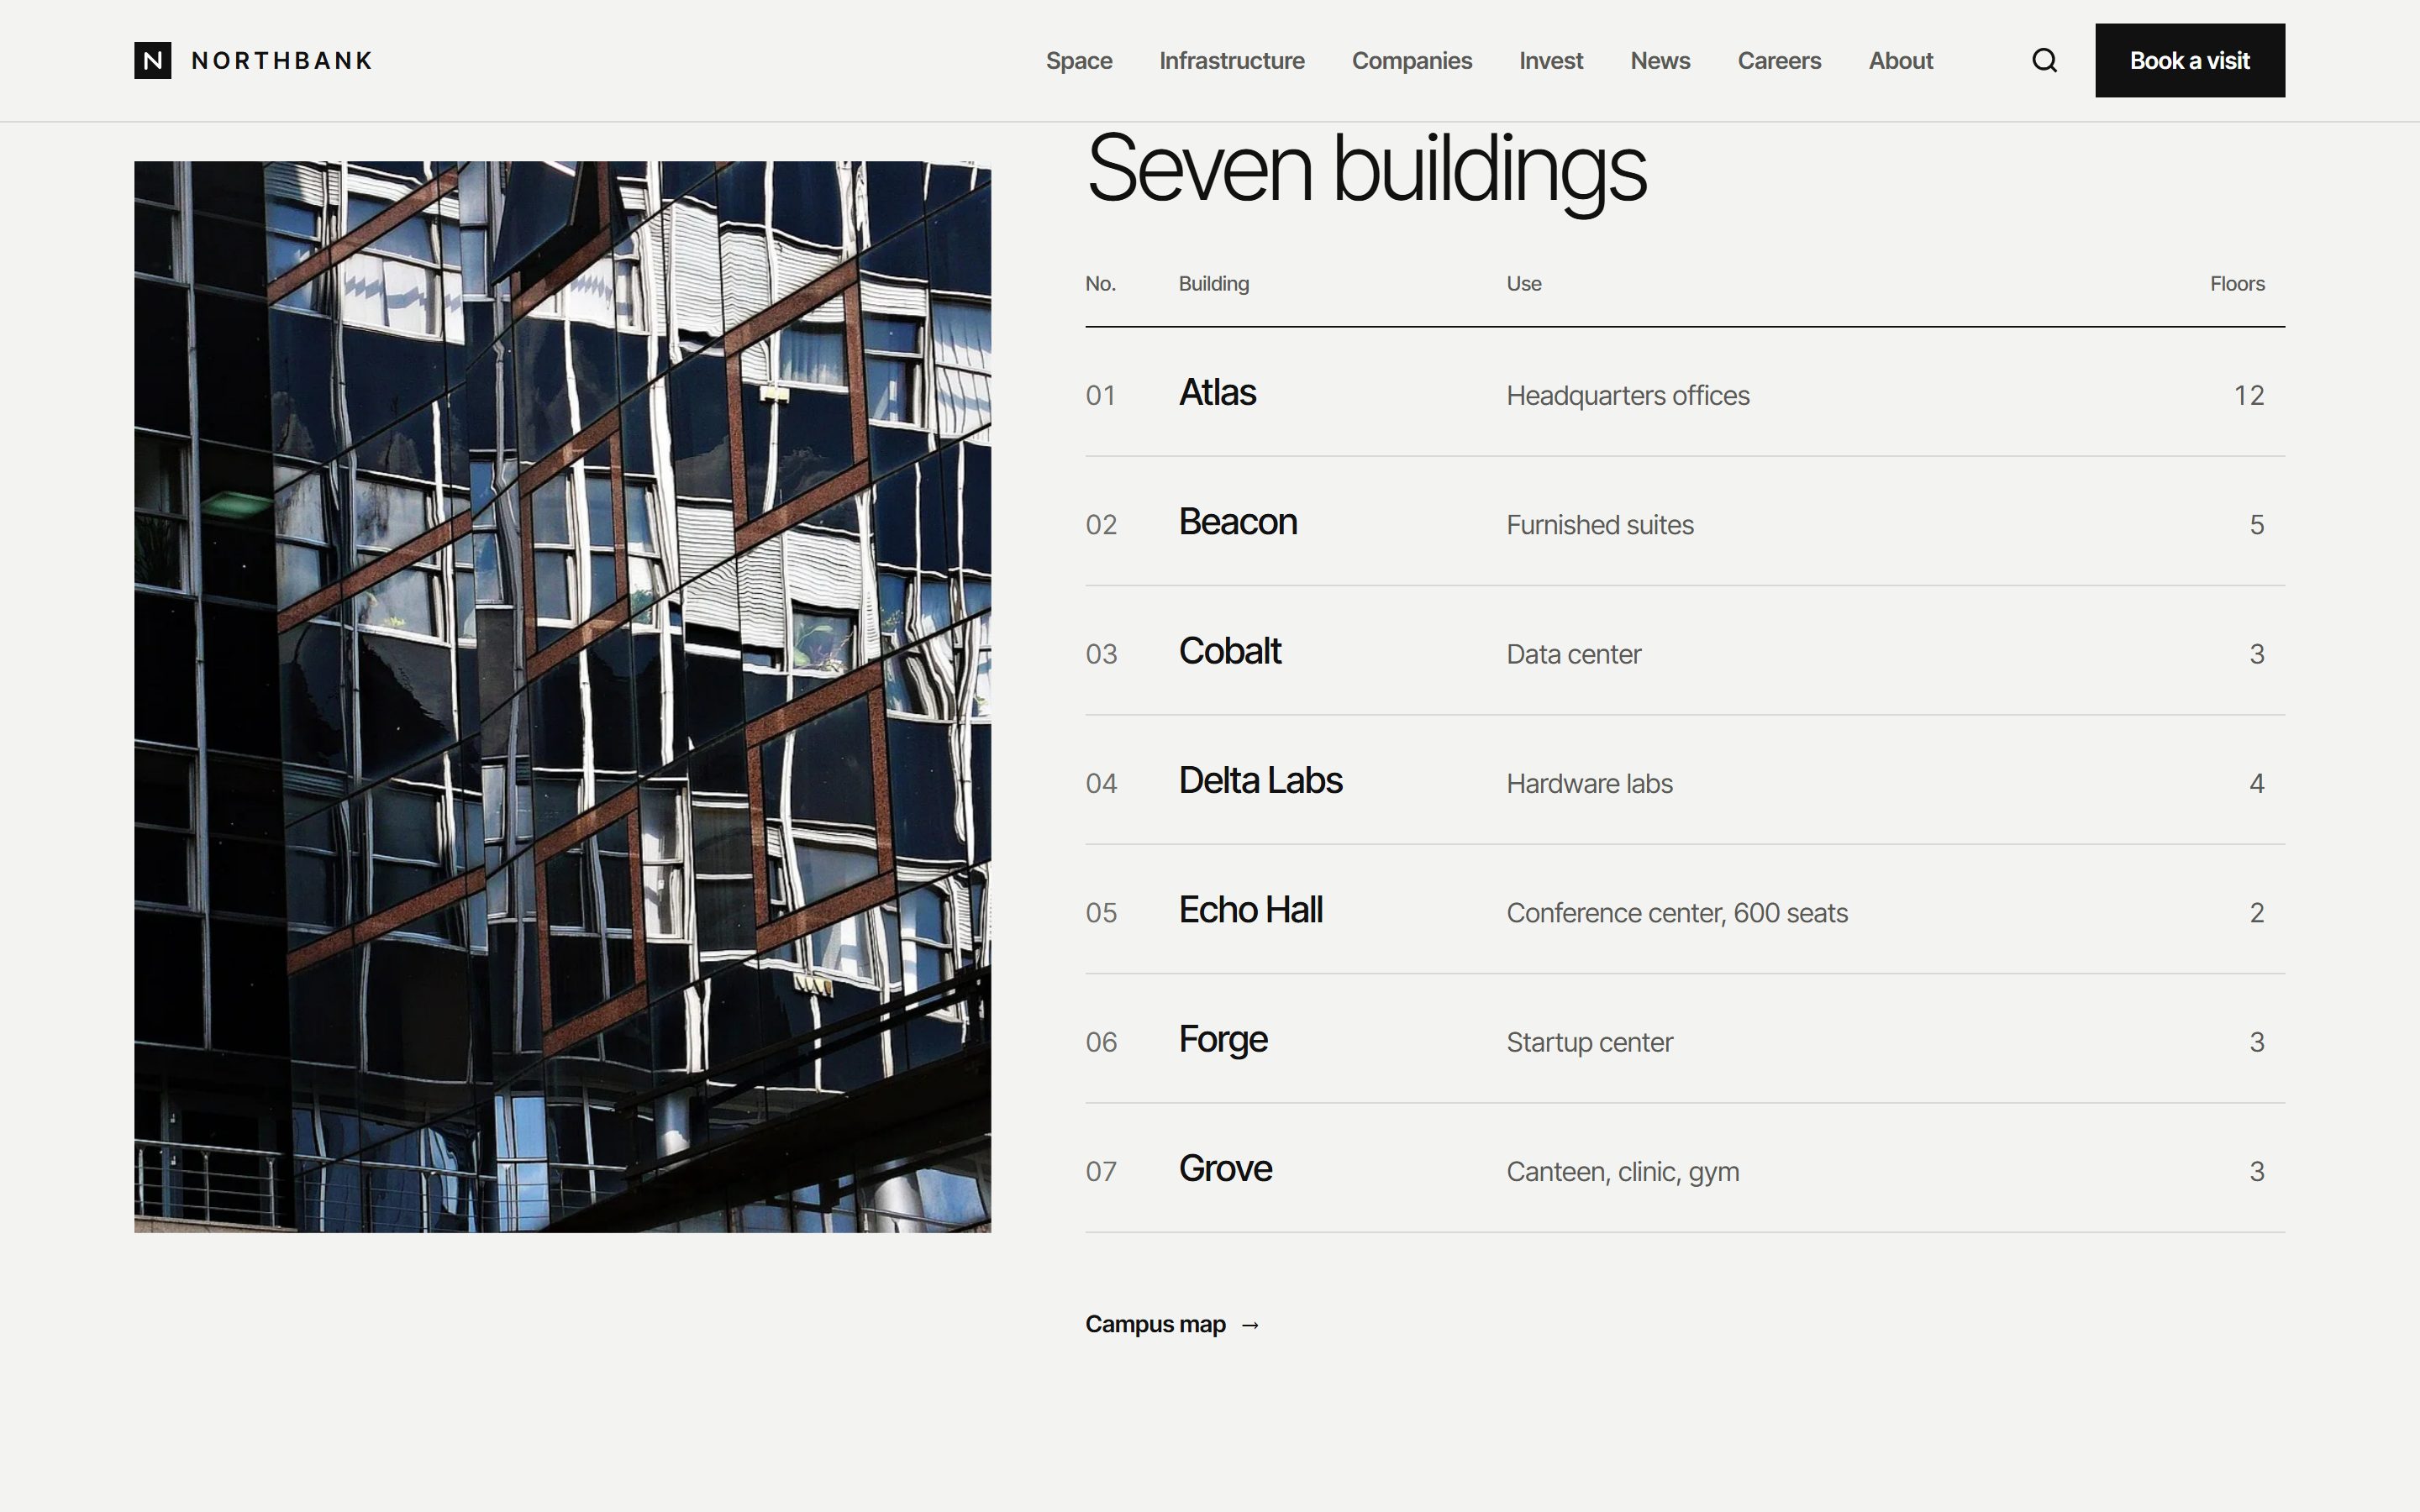 N NORTHBANK
Space Infrastructure Companies Invest News Careers About Book a visit
Seven buildings
No. Building Use Floors
01 Atlas Headquarters offices 12
02 Beacon Furnished suites 5
03 Cobalt Data center 3
04 Delta Labs Hardware labs 4
05 Echo Hall Conference center, 600 seats 2
06 Forge Startup center 3
07 Grove Canteen, clinic, gym 3
Campus map →